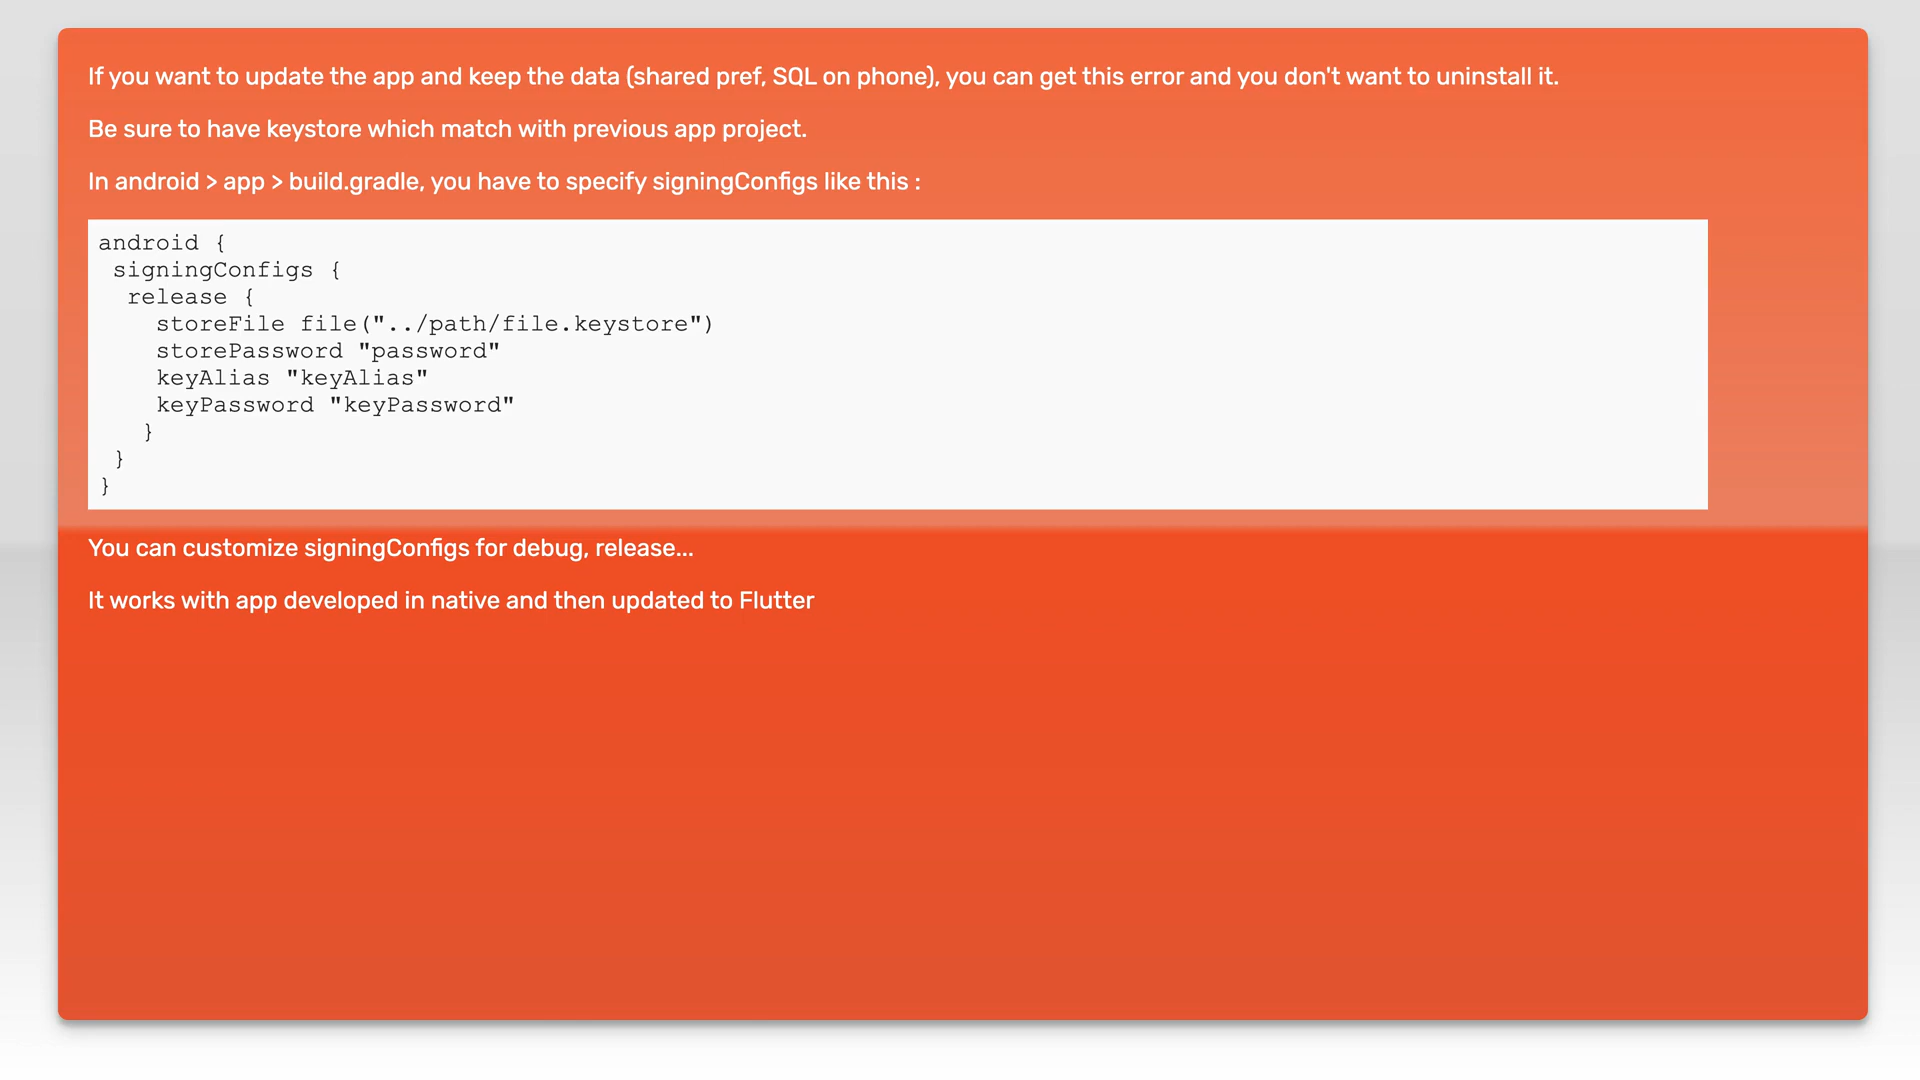 If you want to update the app and keep the data (shared pref, SQL on phone), you can get this error and you don't want to uninstall it.
Be sure to have keystore which match with previous app project.
In android > app > build.gradle, you have to specify signingConfigs like this :
android {
 signingConfigs {
  release {
    storeFile file("../path/file.keystore")
    storePassword "password"
    keyAlias "keyAlias"
    keyPassword "keyPassword"
   }
 }
}
You can customize signingConfigs for debug, release...
It works with app developed in native and then updated to Flutter